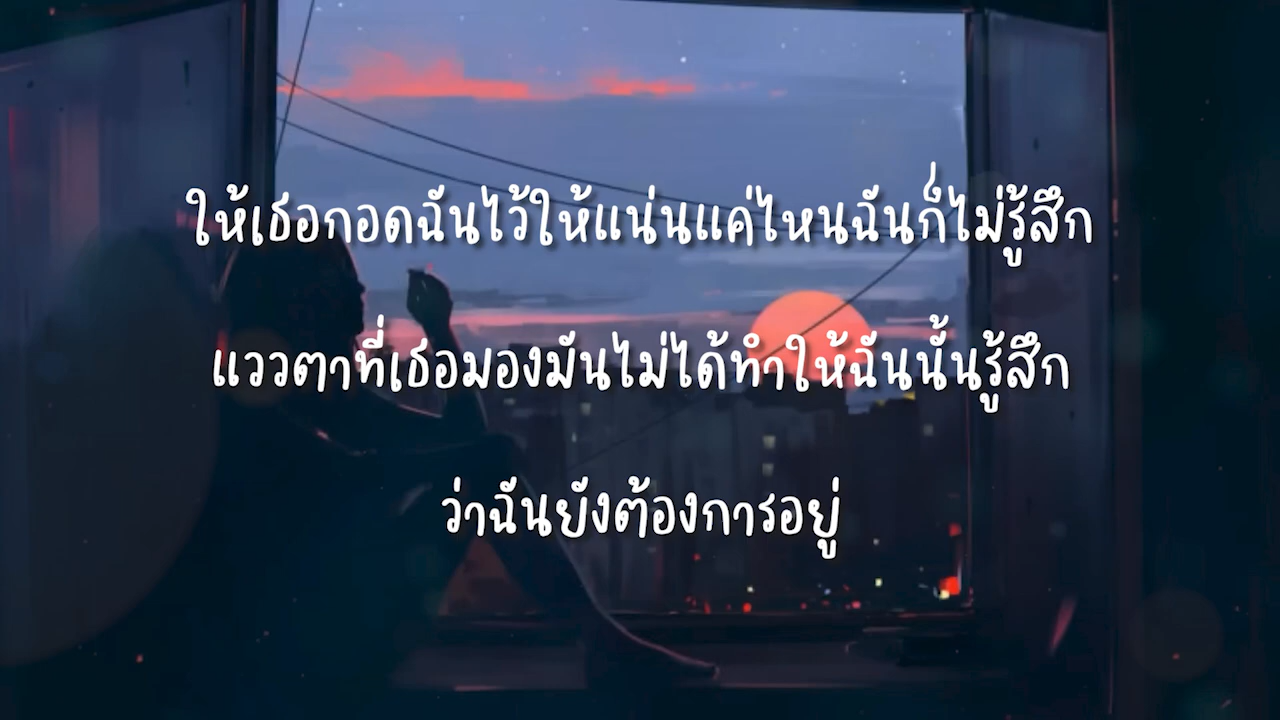 ให้เธอกอดฉันไว้ให้แน่นแค่ไหนฉันก็ไม่รู้สึก
แววตาที่เธอมองมันไม่ได้ทำให้ฉันนั้นรู้สึก
ว่าฉันยังต้องการอยู่